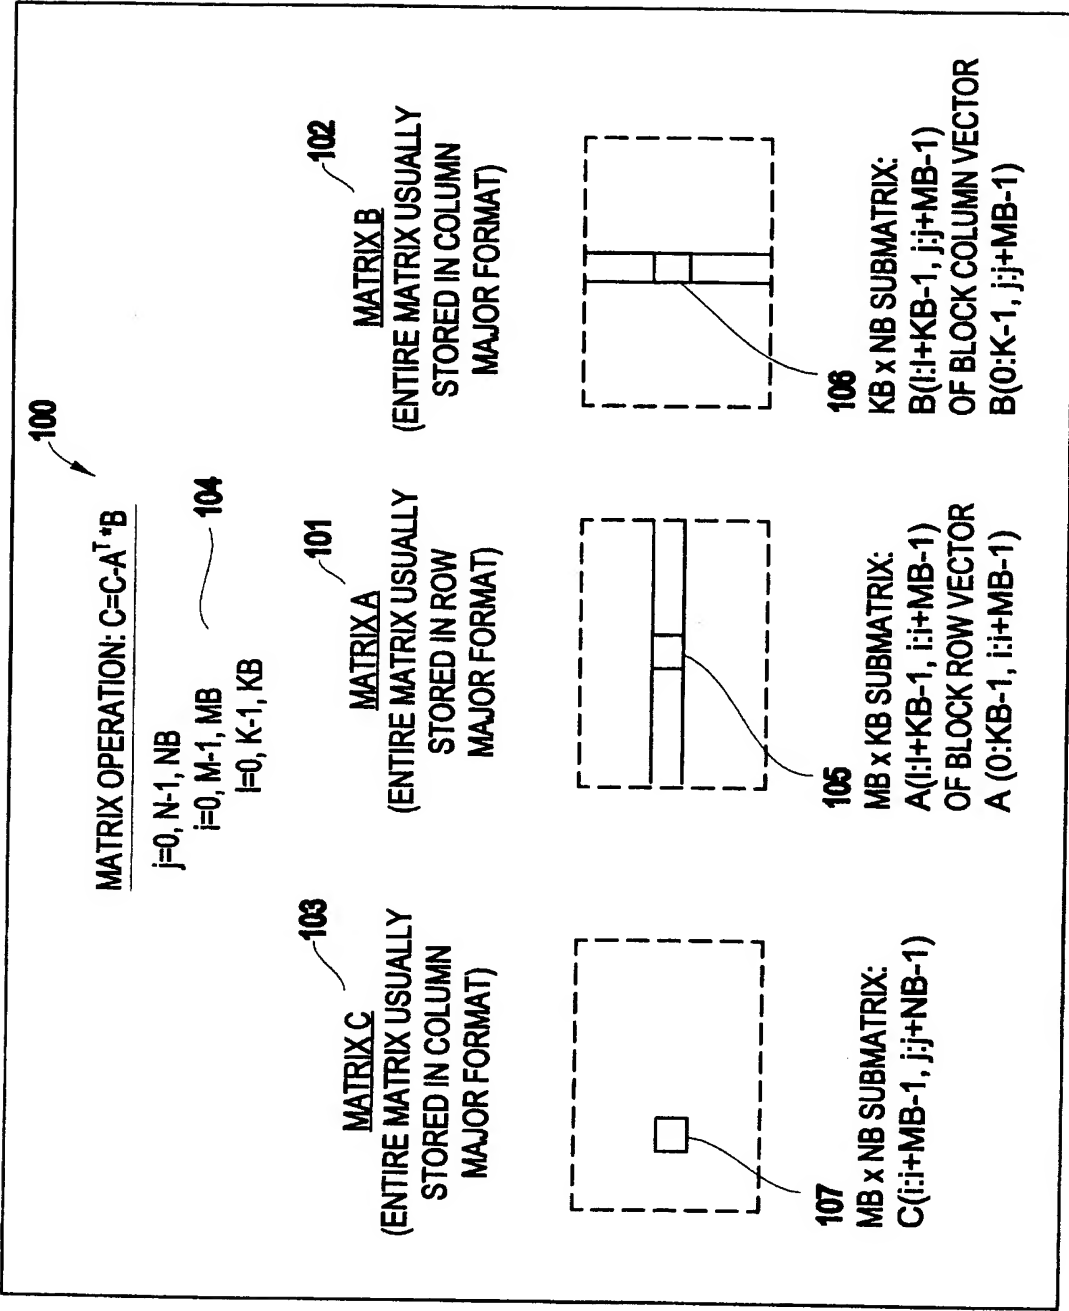 100
MATRIX OPERATION: C=C-Aᵀ*B
j=0, N-1, NB
i=0, M-1, MB
l=0, K-1, KB
104
103
MATRIX C
(ENTIRE MATRIX USUALLY
STORED IN COLUMN
MAJOR FORMAT)
107
MB x NB SUBMATRIX:
C(i:i+MB-1, j:j+NB-1)
101
MATRIX A
(ENTIRE MATRIX USUALLY
STORED IN ROW
MAJOR FORMAT)
105
MB x KB SUBMATRIX:
A(l:l+KB-1, i:i+MB-1)
OF BLOCK ROW VECTOR
A (0:KB-1, i:i+MB-1)
102
MATRIX B
(ENTIRE MATRIX USUALLY
STORED IN COLUMN
MAJOR FORMAT)
106
KB x NB SUBMATRIX:
B(l:l+KB-1, j:j+MB-1)
OF BLOCK COLUMN VECTOR
B(0:K-1, j:j+MB-1)